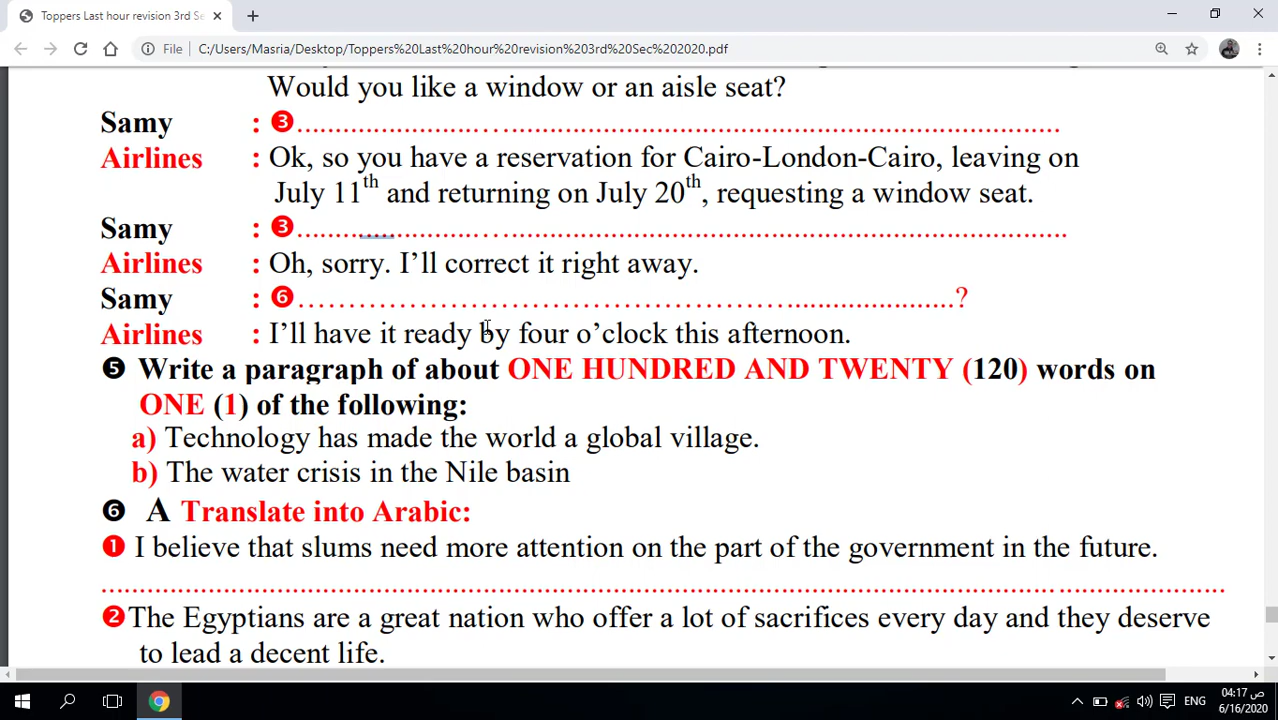 Toppers Last hour revision 3rd Se
File C:/Users/Masria/Desktop/Toppers%20Last%20hour%20revision%203rd%20Sec%202020.pdf
Would you like a window or an aisle seat?
Samy : ❸........................................................................
Airlines : Ok, so you have a reservation for Cairo-London-Cairo, leaving on
July 11th and returning on July 20th, requesting a window seat.
Samy : ❸........................................................................
Airlines : Oh, sorry. I’ll correct it right away.
Samy : ❻........................................................................?
Airlines : I’ll have it ready by four o’clock this afternoon.
❺ Write a paragraph of about ONE HUNDRED AND TWENTY (120) words on
ONE (1) of the following:
a) Technology has made the world a global village.
b) The water crisis in the Nile basin
❻ A Translate into Arabic:
❶ I believe that slums need more attention on the part of the government in the future.
........................................................................
❷The Egyptians are a great nation who offer a lot of sacrifices every day and they deserve
to lead a decent life.
ENG
04:17 ص
6/16/2020